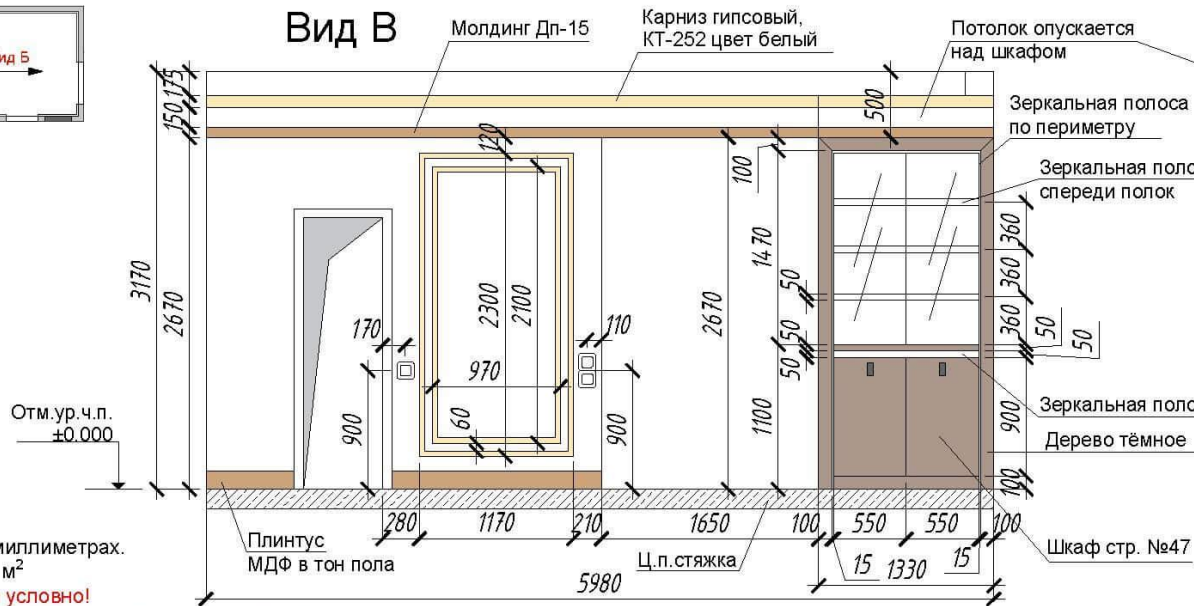 Вид В
ид Б
Молдинг Дп-15
Карниз гипсовый,
КТ-252 цвет белый
Потолок опускается
над шкафом
Зеркальная полоса
по периметру
Зеркальная поло
спереди полок
175
150
3170
2670
120
500
100
1470
50
50
50
360
360
360
50
50
2300
2100
2670
170
110
970
60
900
900
1100
900
100
Отм.ур.ч.п.
±0.000
Зеркальная поло
Дерево тёмное
280
1170
210
1650
100
550
550
100
15
1330
15
5980
Плинтус
МДФ в тон пола
Ц.п.стяжка
Шкаф стр. №47
миллиметрах.
м²
условно!